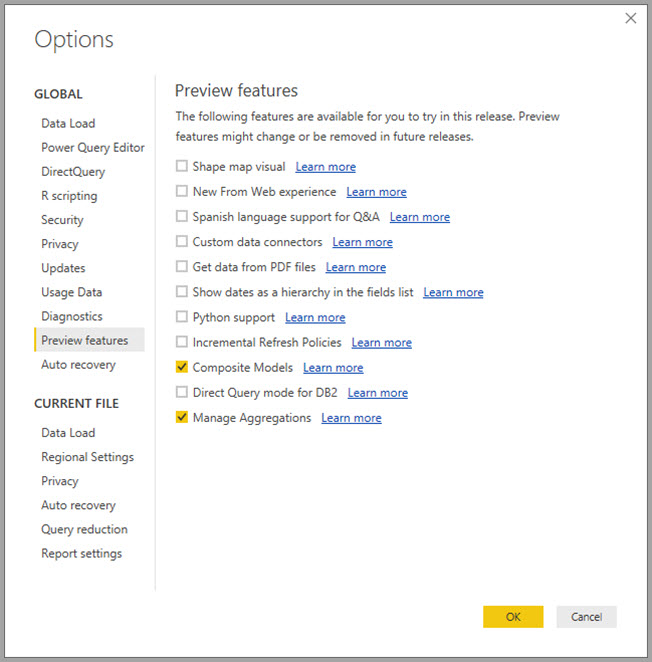 Options
GLOBAL
Data Load
Power Query Editor
DirectQuery
R scripting
Security
Privacy
Updates
Usage Data
Diagnostics
Preview features
Auto recovery
CURRENT FILE
Data Load
Regional Settings
Privacy
Auto recovery
Query reduction
Report settings
Preview features
The following features are available for you to try in this release. Preview
features might change or be removed in future releases.
Shape map visual Learn more
New From Web experience Learn more
Spanish language support for Q&A Learn more
Custom data connectors Learn more
Get data from PDF files Learn more
Show dates as a hierarchy in the fields list Learn more
Python support Learn more
Incremental Refresh Policies Learn more
Composite Models Learn more
Direct Query mode for DB2 Learn more
Manage Aggregations Learn more
OK Cancel